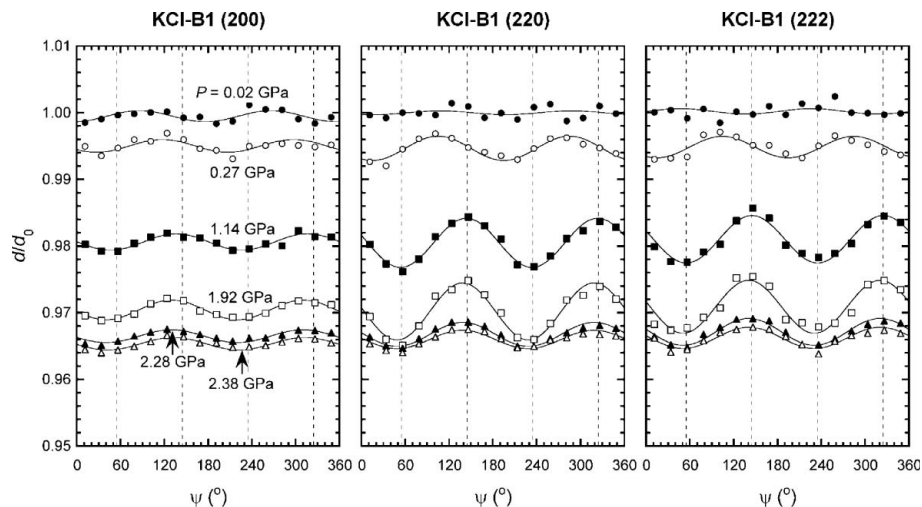 KCl-B1 (200)
KCl-B1 (220)
KCl-B1 (222)
1.01
1.00
0.99
0.98
0.97
0.96
0.95
d/d0
P = 0.02 GPa
0.27 GPa
1.14 GPa
1.92 GPa
2.28 GPa
2.38 GPa
0 60 120 180 240 300 360
0 60 120 180 240 300 360
0 60 120 180 240 300 360
ψ (°)
ψ (°)
ψ (°)